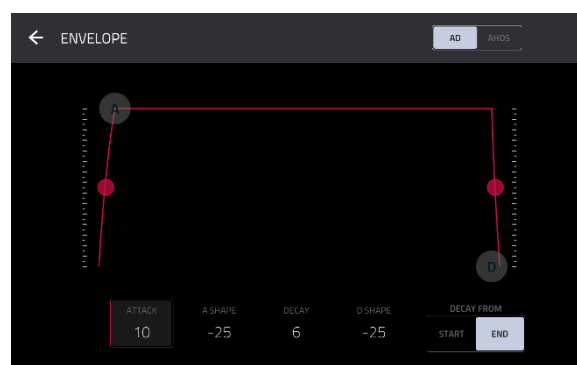 ENVELOPE
AD AHDS
A
D
ATTACK A SHAPE DECAY D SHAPE DECAY FROM
10 -25 6 -25 START END